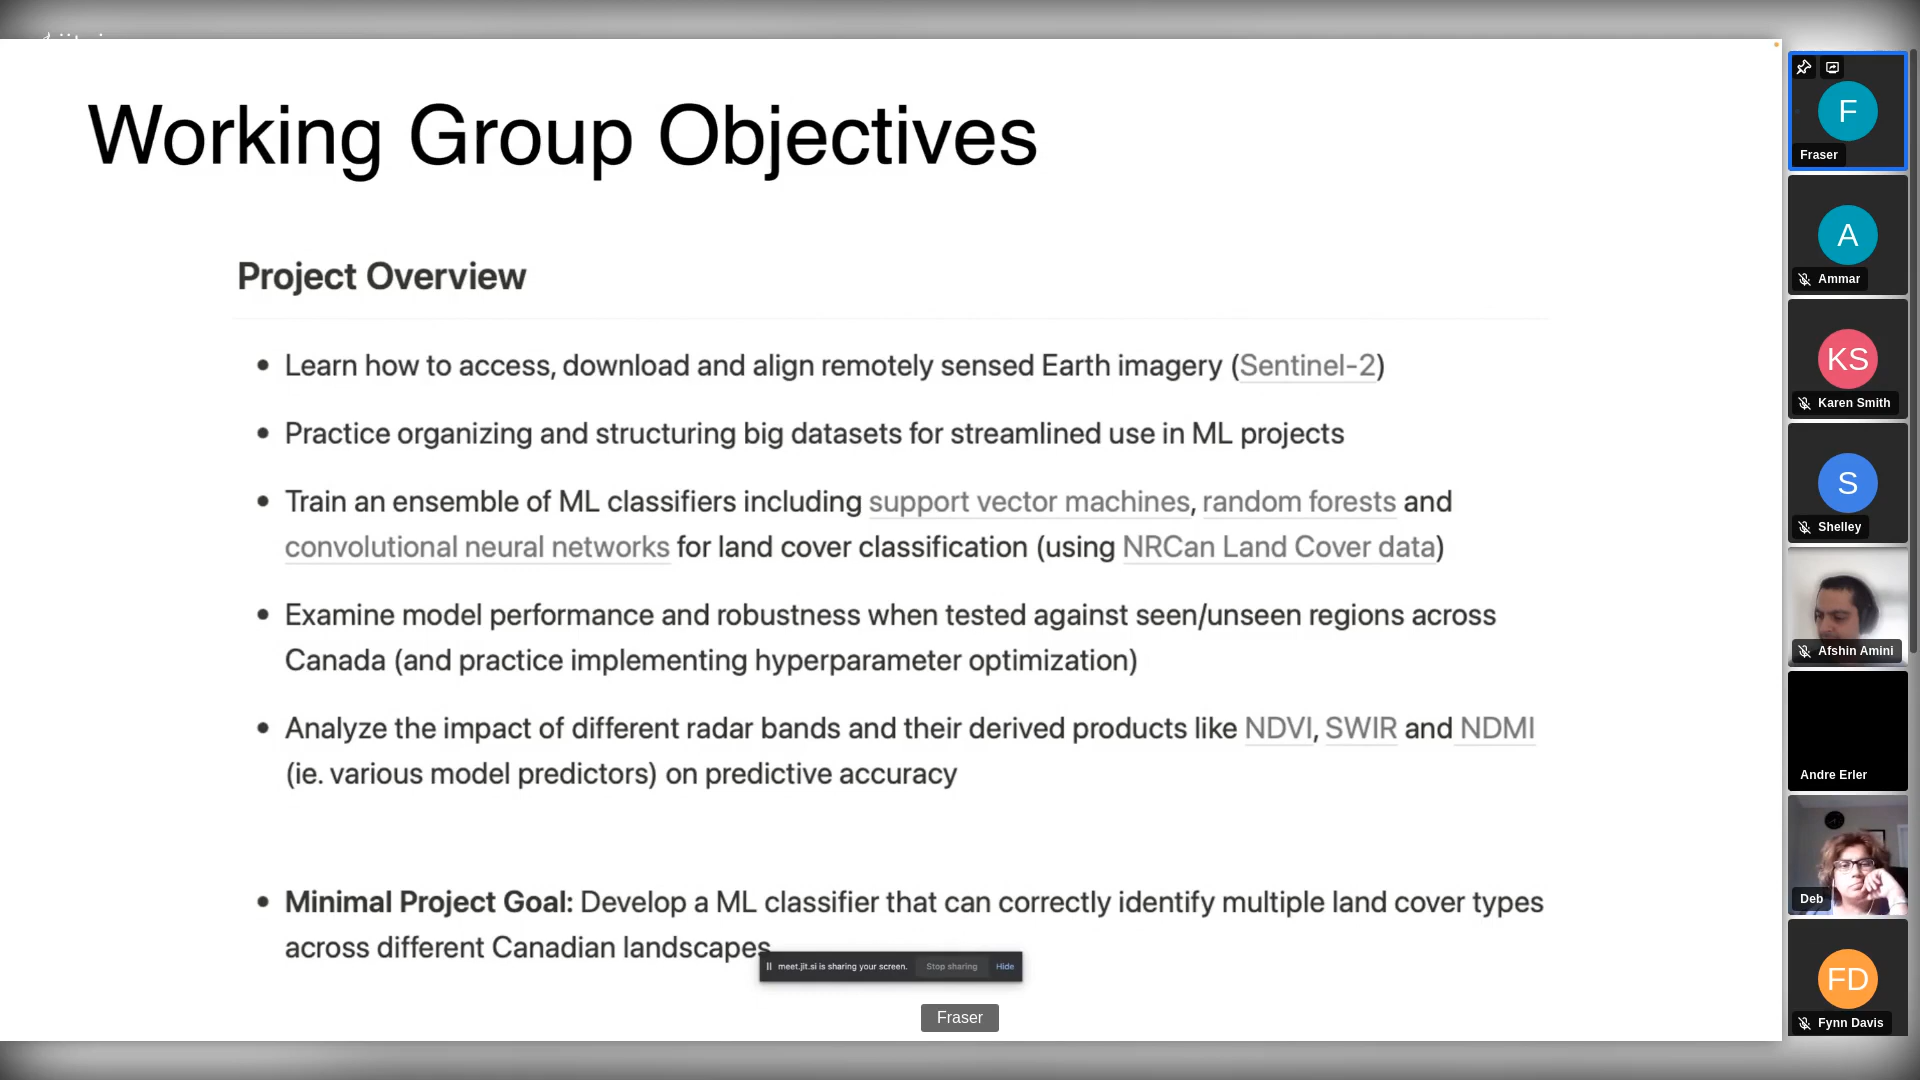 Working Group Objectives
Project Overview
• Learn how to access, download and align remotely sensed Earth imagery (Sentinel-2)
• Practice organizing and structuring big datasets for streamlined use in ML projects
• Train an ensemble of ML classifiers including support vector machines, random forests and
convolutional neural networks for land cover classification (using NRCan Land Cover data)
• Examine model performance and robustness when tested against seen/unseen regions across
Canada (and practice implementing hyperparameter optimization)
• Analyze the impact of different radar bands and their derived products like NDVI, SWIR and NDMI
(ie. various model predictors) on predictive accuracy
• Minimal Project Goal: Develop a ML classifier that can correctly identify multiple land cover types
across different Canadian landscapes
meet.jit.si is sharing your screen. Stop sharing Hide
Fraser
F
Fraser
A
Ammar
KS
Karen Smith
S
Shelley
Afshin Amini
Andre Erler
Deb
FD
Fynn Davis